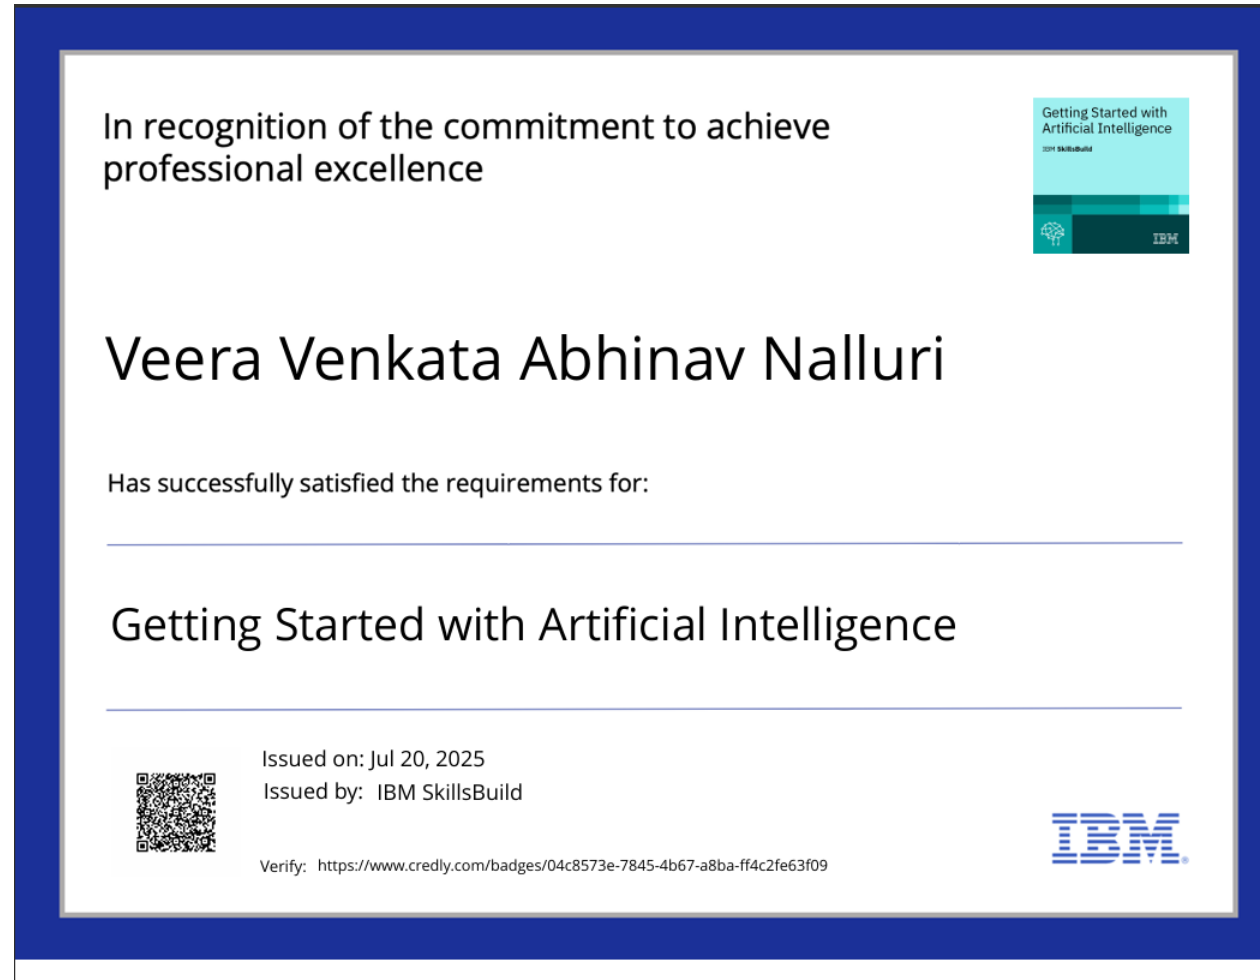 In recognition of the commitment to achieve
professional excellence
Getting Started with
Artificial Intelligence
IBM SkillsBuild
IBM
Veera Venkata Abhinav Nalluri
Has successfully satisfied the requirements for:
Getting Started with Artificial Intelligence
Issued on: Jul 20, 2025
Issued by: IBM SkillsBuild
Verify: https://www.credly.com/badges/04c8573e-7845-4b67-a8ba-ff4c2fe63f09
IBM®